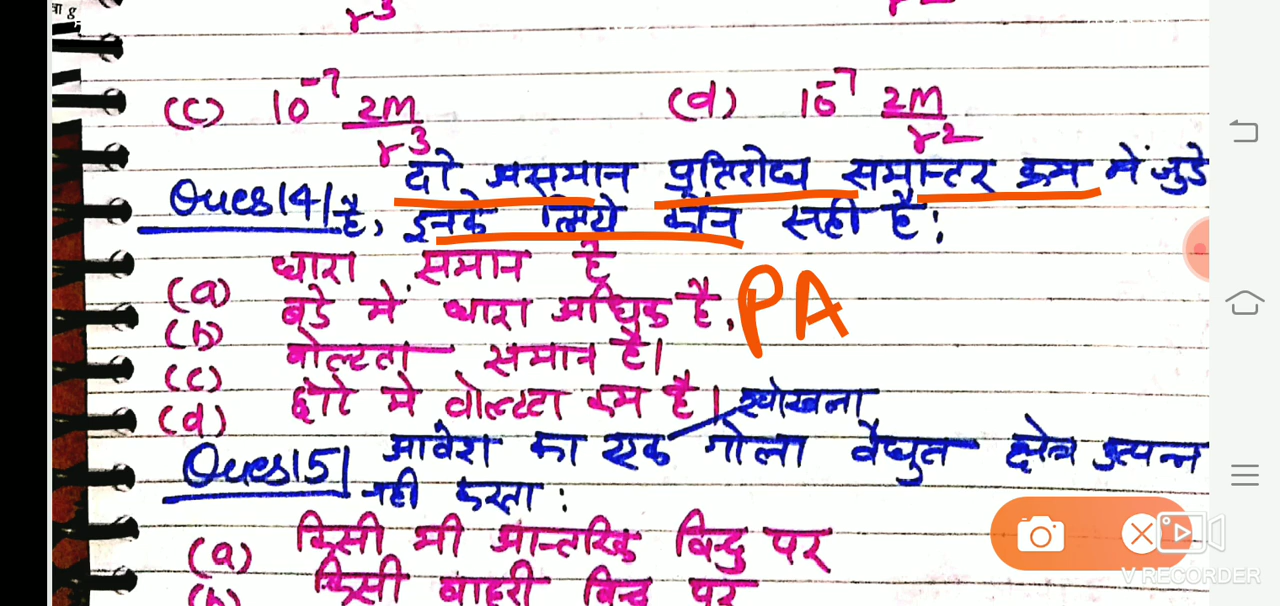 था g
r3
(c) 10^-7 2M/r3 (d) 10^-7 2M/r2
दो असमान प्रतिरोध समान्तर क्रम में जुडे
Ques14| है, इनके लिये कौन सही है:
(a) धारा समान है
(b) बडे में धारा अधिक है,
PA
(c) वोल्टता समान है।
(d) छोटे मे वोल्टता कम है।
खोखला
Ques15| आवेश का एक गोला वैधुत क्षेत्र उत्पन्न
नही करता:
(a) किसी भी आन्तरिक बिन्दु पर
(b) किसी बाहरी बिन्दु पर
V RECORDER